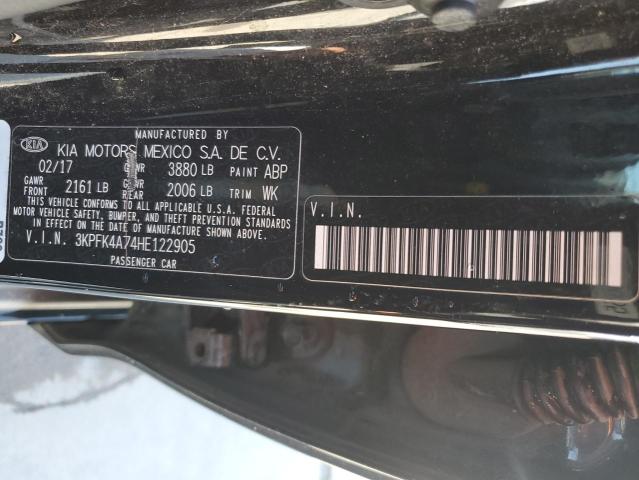 MANUFACTURED BY
KIA KIA MOTORS MEXICO S.A. DE C.V.
02/17 GVWR 3880 LB PAINT ABP
GAWR FRONT 2161 LB GAWR REAR 2006 LB TRIM WK
THIS VEHICLE CONFORMS TO ALL APPLICABLE U.S.A. FEDERAL
MOTOR VEHICLE SAFETY, BUMPER, AND THEFT PREVENTION STANDARDS
IN EFFECT ON THE DATE OF MANUFACTURE SHOWN ABOVE.
V.I.N. 3KPFK4A74HE122905
PASSENGER CAR
V.I.N.